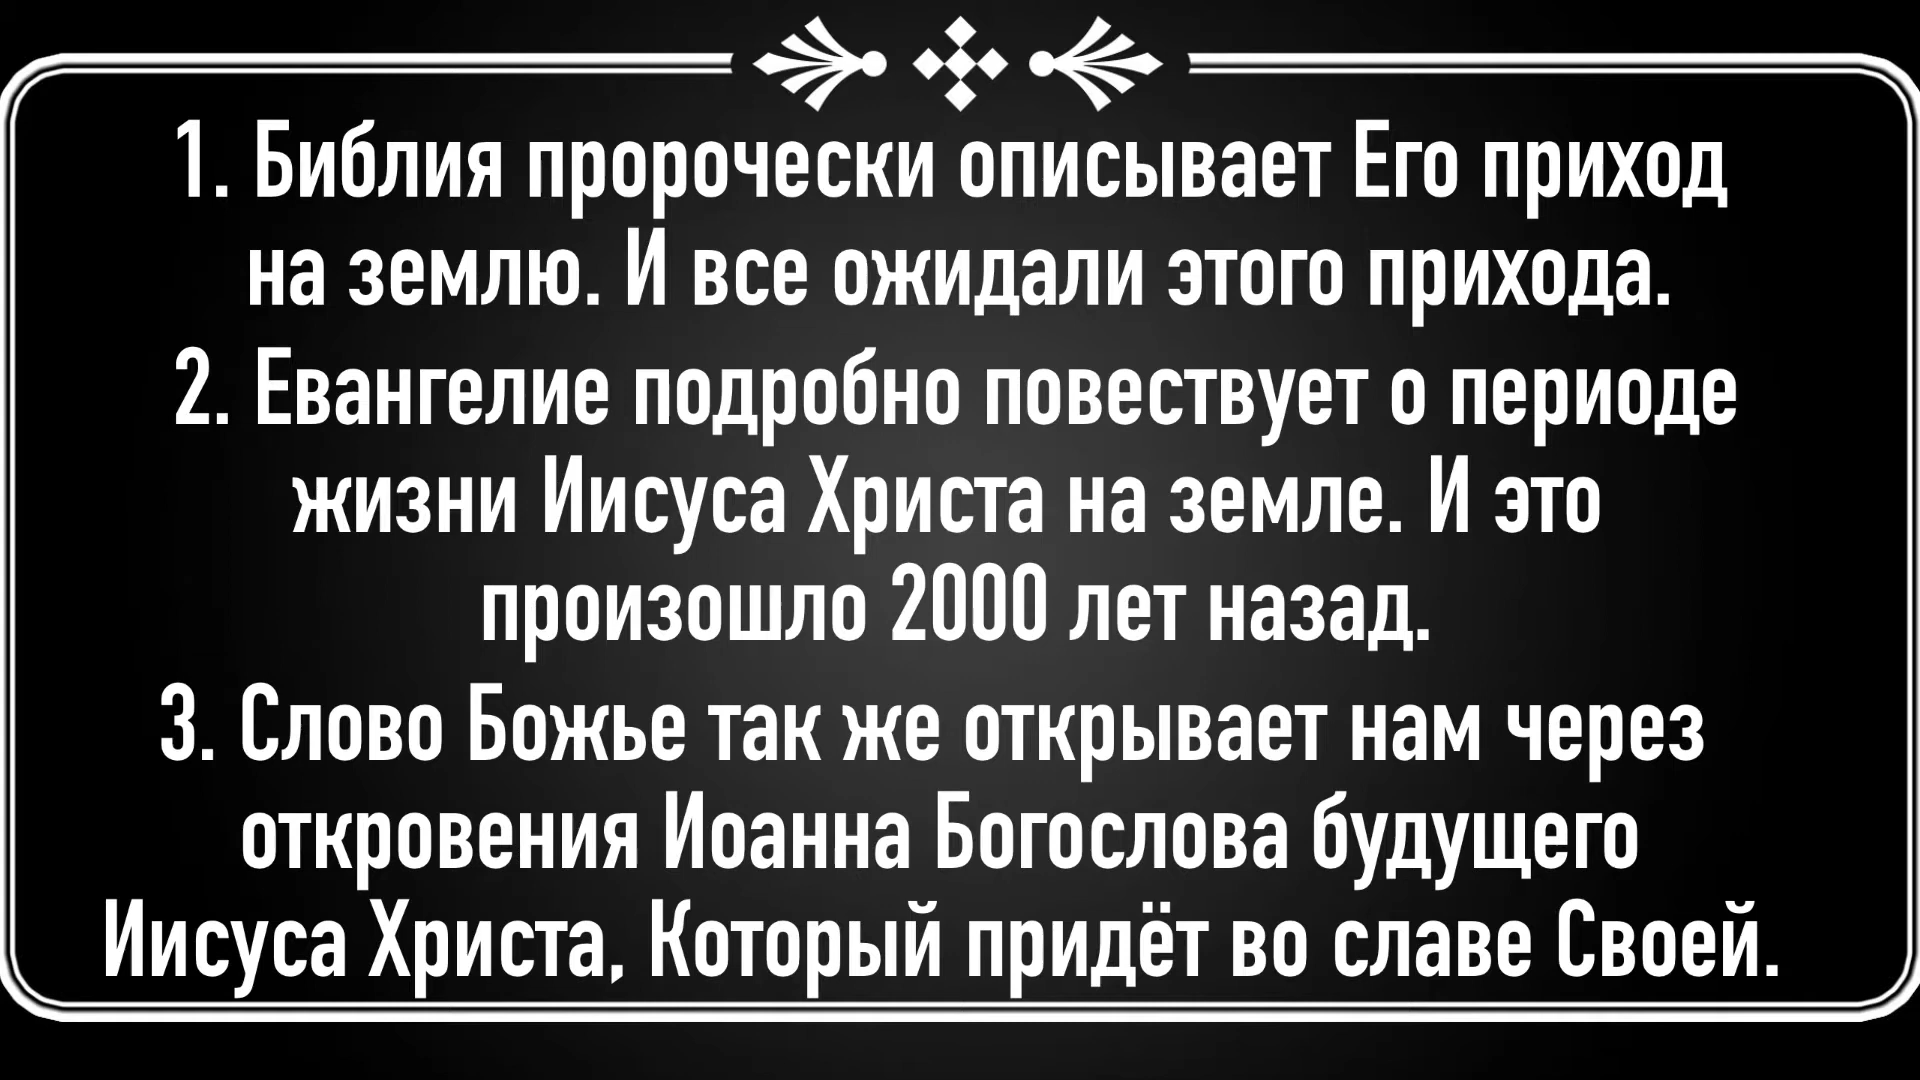 1. Библия пророчески описывает Его приход
на землю. И все ожидали этого прихода.
2. Евангелие подробно повествует о периоде
жизни Иисуса Христа на земле. И это
произошло 2000 лет назад.
3. Слово Божье так же открывает нам через
откровения Иоанна Богослова будущего
Иисуса Христа, Который придёт во славе Своей.